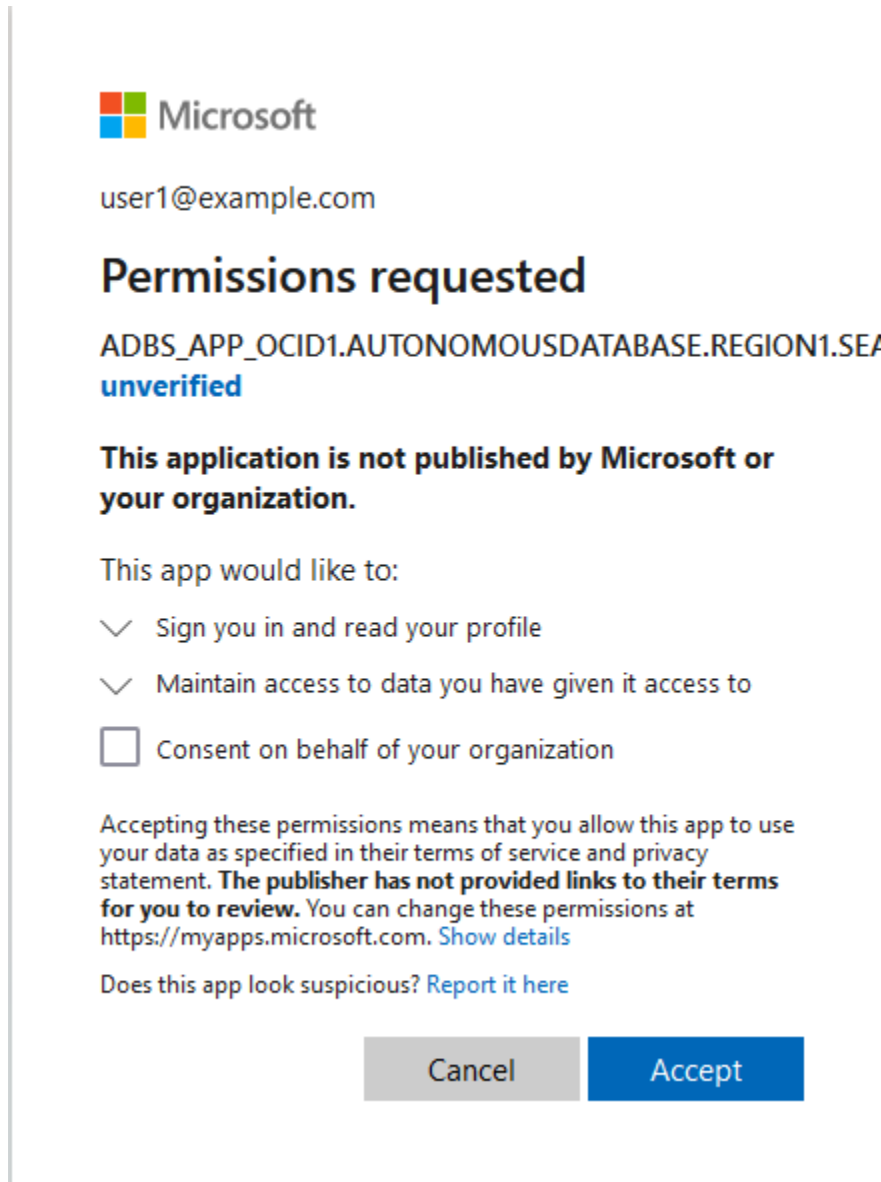 Microsoft
user1@example.com
Permissions requested
ADBS_APP_OCID1.AUTONOMOUSDATABASE.REGION1.SEA
unverified
This application is not published by Microsoft or
your organization.
This app would like to:
Sign you in and read your profile
Maintain access to data you have given it access to
Consent on behalf of your organization
Accepting these permissions means that you allow this app to use
your data as specified in their terms of service and privacy
statement. The publisher has not provided links to their terms
for you to review. You can change these permissions at
https://myapps.microsoft.com. Show details
Does this app look suspicious? Report it here
Cancel Accept